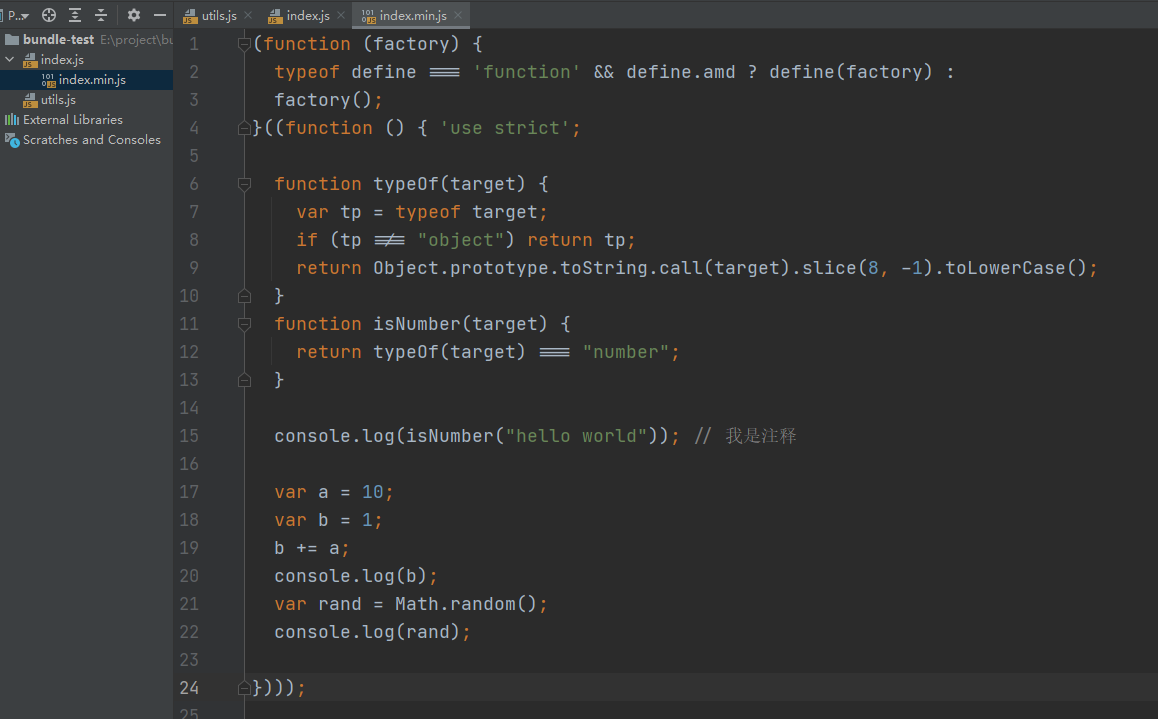 P...
utils.js
index.js
index.min.js
bundle-test E:\project\bu
index.js
index.min.js
utils.js
External Libraries
Scratches and Consoles
1 (function (factory) {
2 typeof define === 'function' && define.amd ? define(factory) :
3 factory();
4 }((function () { 'use strict';
5
6 function typeOf(target) {
7 var tp = typeof target;
8 if (tp !== "object") return tp;
9 return Object.prototype.toString.call(target).slice(8, -1).toLowerCase();
10 }
11 function isNumber(target) {
12 return typeOf(target) === "number";
13 }
14
15 console.log(isNumber("hello world")); // 我是注释
16
17 var a = 10;
18 var b = 1;
19 b += a;
20 console.log(b);
21 var rand = Math.random();
22 console.log(rand);
23
24 })));
25